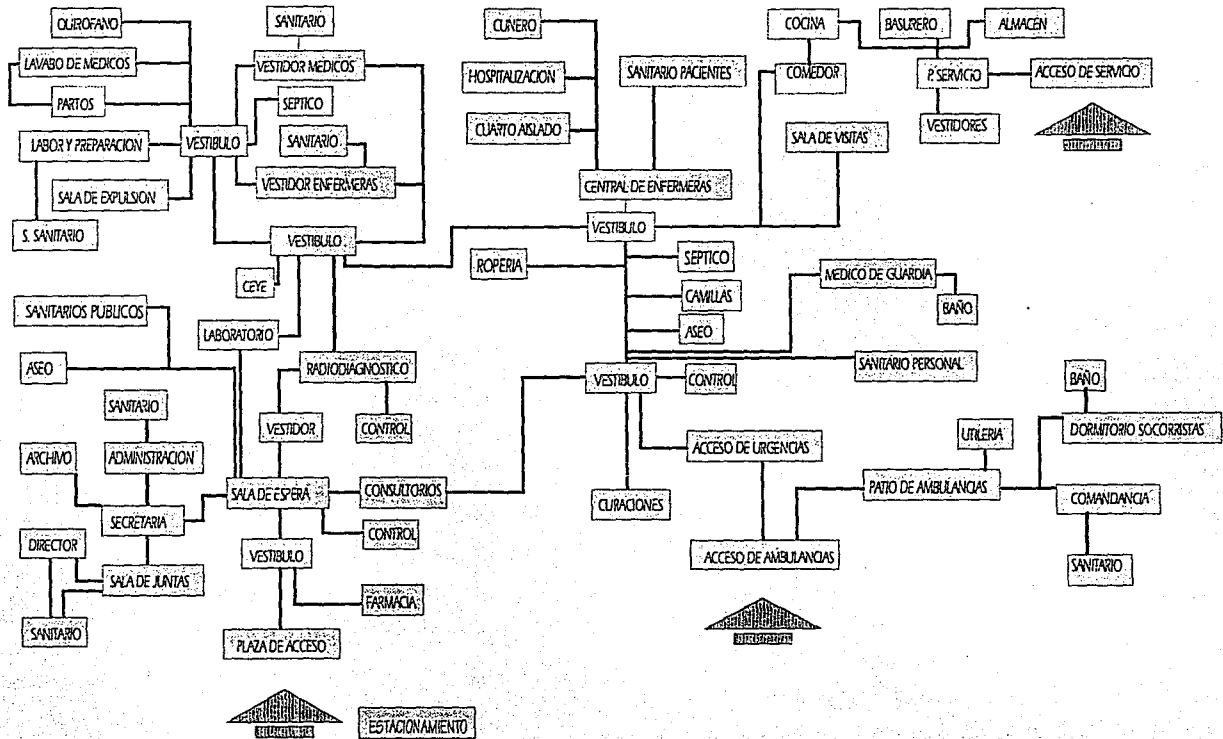 QUIROFANO
SANITARIO
CUNERO
COCINA
BASURERO
ALMACEN
LAVABO DE MEDICOS
VESTIDOR MEDICOS
HOSPITALIZACION
SANITARIO PACIENTES
COMEDOR
P. SERVICIO
ACCESO DE SERVICIO
PARTOS
SEPTICO
CUARTO AISLADO
VESTIDORES
LABOR Y PREPARACION
VESTIBULO
SANITARIO
SALA DE VISITAS
SALA DE EXPULSION
VESTIDOR ENFERMERAS
CENTRAL DE ENFERMERAS
S. SANITARIO
VESTIBULO
VESTIBULO
ROPERIA
SEPTICO
MEDICO DE GUARDIA
CEYE
CAMILLAS
BAÑO
SANITARIOS PUBLICOS
LABORATORIO
ASEO
ASEO
RADIODIAGNOSTICO
SANITARIO PERSONAL
VESTIBULO
CONTROL
BAÑO
SANITARIO
VESTIDOR
CONTROL
UTILERIA
DORMITORIO SOCORRISTAS
ARCHIVO
ADMINISTRACION
ACCESO DE URGENCIAS
SALA DE ESPERA
CONSULTORIOS
PATIO DE AMBULANCIAS
COMANDANCIA
SECRETARIA
CURACIONES
CONTROL
DIRECTOR
VESTIBULO
ACCESO DE AMBULANCIAS
SANITARIO
SALA DE JUNTAS
FARMACIA
SANITARIO
PLAZA DE ACCESO
ESTACIONAMIENTO